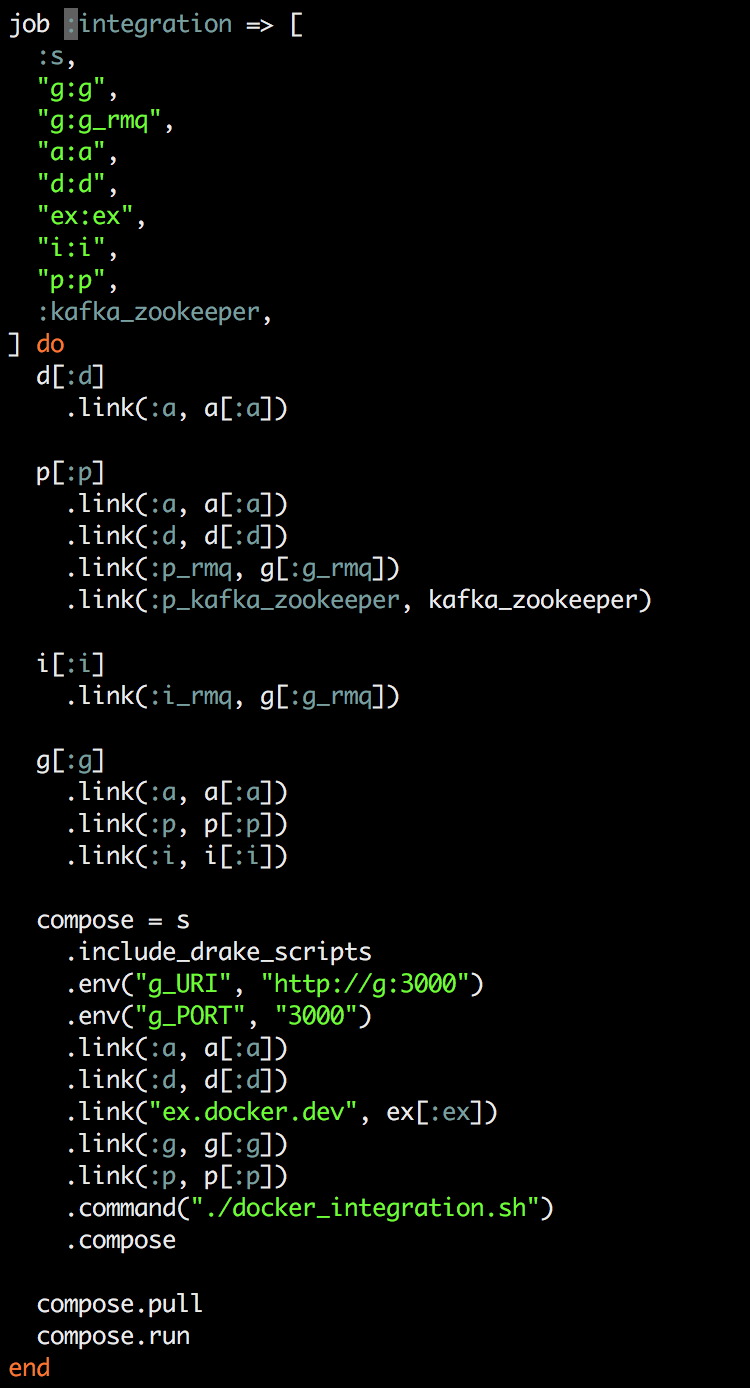 job :integration => [
  :s,
  "g:g",
  "g:g_rmq",
  "a:a",
  "d:d",
  "ex:ex",
  "i:i",
  "p:p",
  :kafka_zookeeper,
] do
  d[:d]
    .link(:a, a[:a])

  p[:p]
    .link(:a, a[:a])
    .link(:d, d[:d])
    .link(:p_rmq, g[:g_rmq])
    .link(:p_kafka_zookeeper, kafka_zookeeper)

  i[:i]
    .link(:i_rmq, g[:g_rmq])

  g[:g]
    .link(:a, a[:a])
    .link(:p, p[:p])
    .link(:i, i[:i])

  compose = s
    .include_drake_scripts
    .env("g_URI", "http://g:3000")
    .env("g_PORT", "3000")
    .link(:a, a[:a])
    .link(:d, d[:d])
    .link("ex.docker.dev", ex[:ex])
    .link(:g, g[:g])
    .link(:p, p[:p])
    .command("./docker_integration.sh")
    .compose

  compose.pull
  compose.run
end